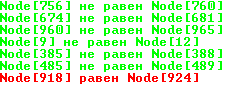 Node[756] не равен Node[760]
Node[674] не равен Node[681]
Node[960] не равен Node[965]
Node[9] не равен Node[12]
Node[385] не равен Node[388]
Node[485] не равен Node[489]
Node[918] равен Node[924]